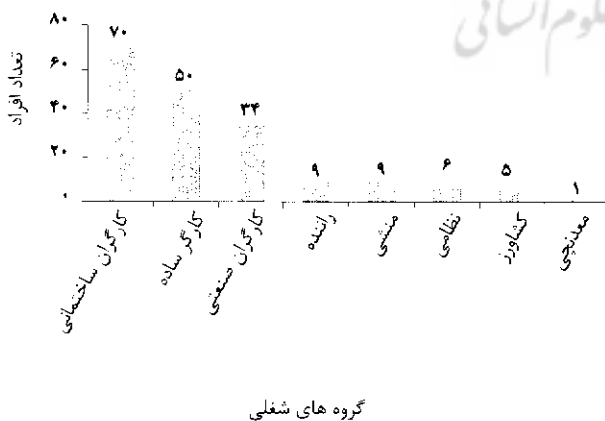 علوم انسانی
تعداد افراد
۸۰
۶۰
۴۰
۲۰
۰
۷۰
۵۰
۳۴
۹
۹
۶
۵
۱
کارگران ساختمانی
کارگر ساده
کارگران صنعتی
راننده
منشی
نظامی
کشاورز
معدنچی
گروه های شغلی